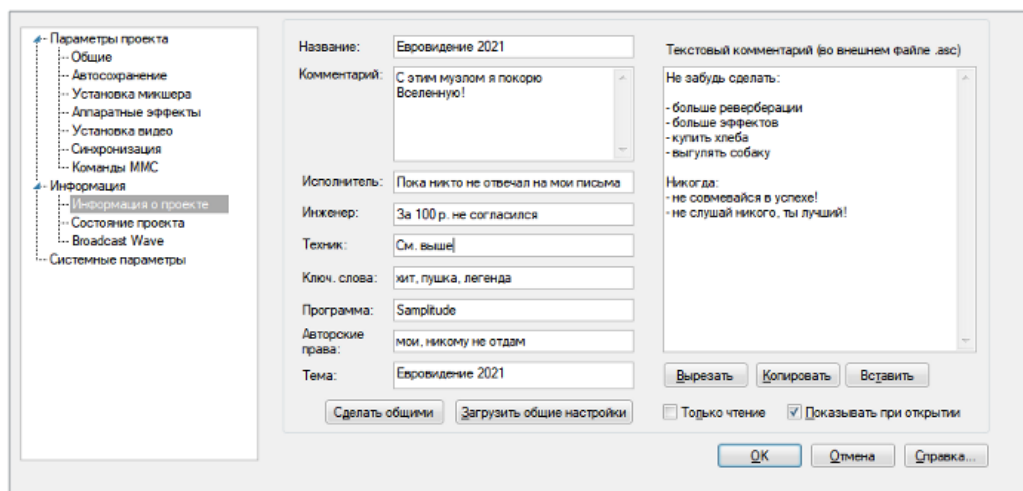 Параметры проекта
Общие
Автосохранение
Установка микшера
Аппаратные эффекты
Установка видео
Синхронизация
Команды MMC
Информация
Информация о проекте
Состояние проекта
Broadcast Wave
Системные параметры
Название:
Евровидение 2021
Комментарий:
С этим музлом я покорю
Вселенную!
Исполнитель:
Пока никто не отвечал на мои письма
Инженер:
За 100 р. не согласился
Техник:
См. выше
Ключ. слова:
хит, пушка, легенда
Программа:
Samplitude
Авторские
права:
мои, никому не отдам
Тема:
Евровидение 2021
Сделать общими
Загрузить общие настройки
Текстовый комментарий (во внешнем файле .asc)
Не забудь сделать:
- больше реверберации
- больше эффектов
- купить хлеба
- выгулять собаку
Никогда:
- не совмевайся в успехе!
- не слушай никого, ты лучший!
Вырезать
Копировать
Вставить
Только чтение
Показывать при открытии
OK
Отмена
Справка...